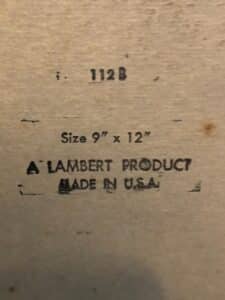 112B
Size 9" x 12"
A LAMBERT PRODUCT
MADE IN U.S.A.